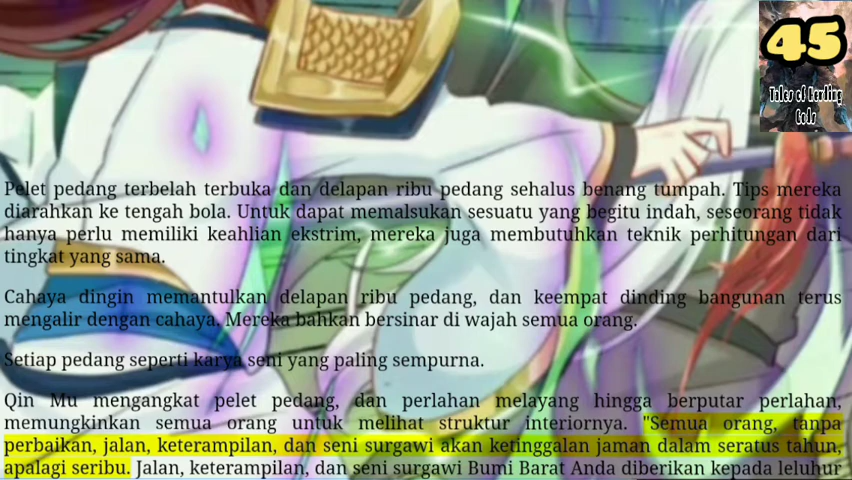 45
Tales of Herding
Gods
Pelet pedang terbelah terbuka dan delapan ribu pedang sehalus benang tumpah. Tips mereka
diarahkan ke tengah bola. Untuk dapat memalsukan sesuatu yang begitu indah, seseorang tidak
hanya perlu memiliki keahlian ekstrim, mereka juga membutuhkan teknik perhitungan dari
tingkat yang sama.
Cahaya dingin memantulkan delapan ribu pedang, dan keempat dinding bangunan terus
mengalir dengan cahaya. Mereka bahkan bersinar di wajah semua orang.
Setiap pedang seperti karya seni yang paling sempurna.
Qin Mu mengangkat pelet pedang, dan perlahan melayang hingga berputar perlahan,
memungkinkan semua orang untuk melihat struktur interiornya. "Semua orang, tanpa
perbaikan, jalan, keterampilan, dan seni surgawi akan ketinggalan jaman dalam seratus tahun,
apalagi seribu. Jalan, keterampilan, dan seni surgawi Bumi Barat Anda diberikan kepada leluhur